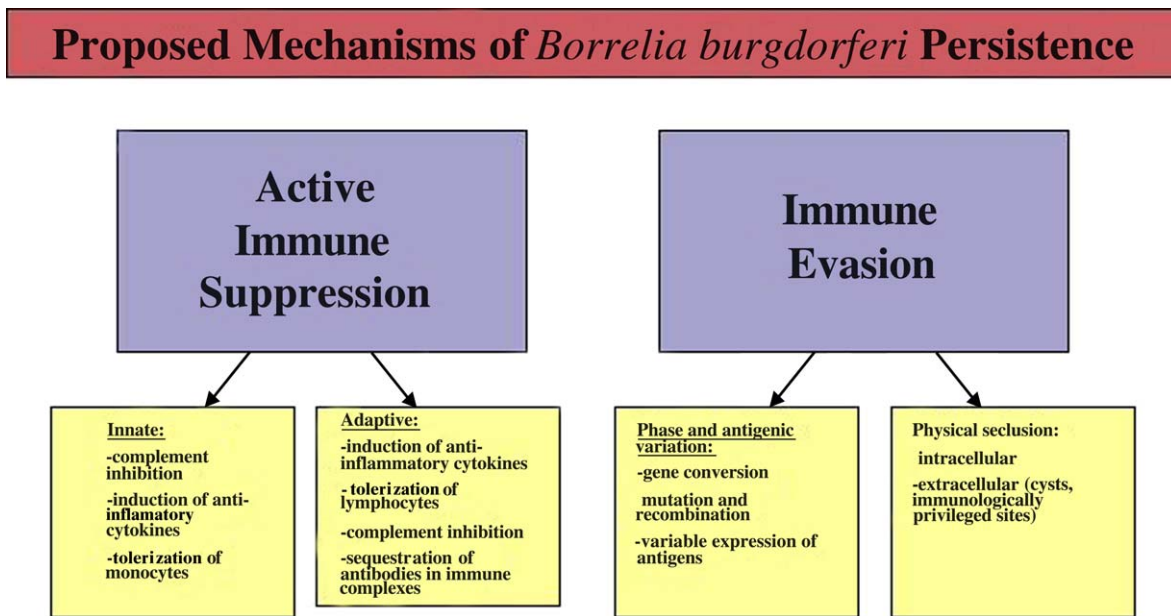 Proposed Mechanisms of Borrelia burgdorferi Persistence
Active
Immune
Suppression
Immune
Evasion
Innate:
-complement
inhibition
-induction of anti-
inflamatory
cytokines
-tolerization of
monocytes
Adaptive:
-induction of anti-
inflammatory cytokines
-tolerization of
lymphocytes
-complement inhibition
-sequestration of
antibodies in immune
complexes
Phase and antigenic
variation:
-gene conversion
mutation and
recombination
-variable expression of
antigens
Physical seclusion:
intracellular
-extracellular (cysts,
immunologically
privileged sites)